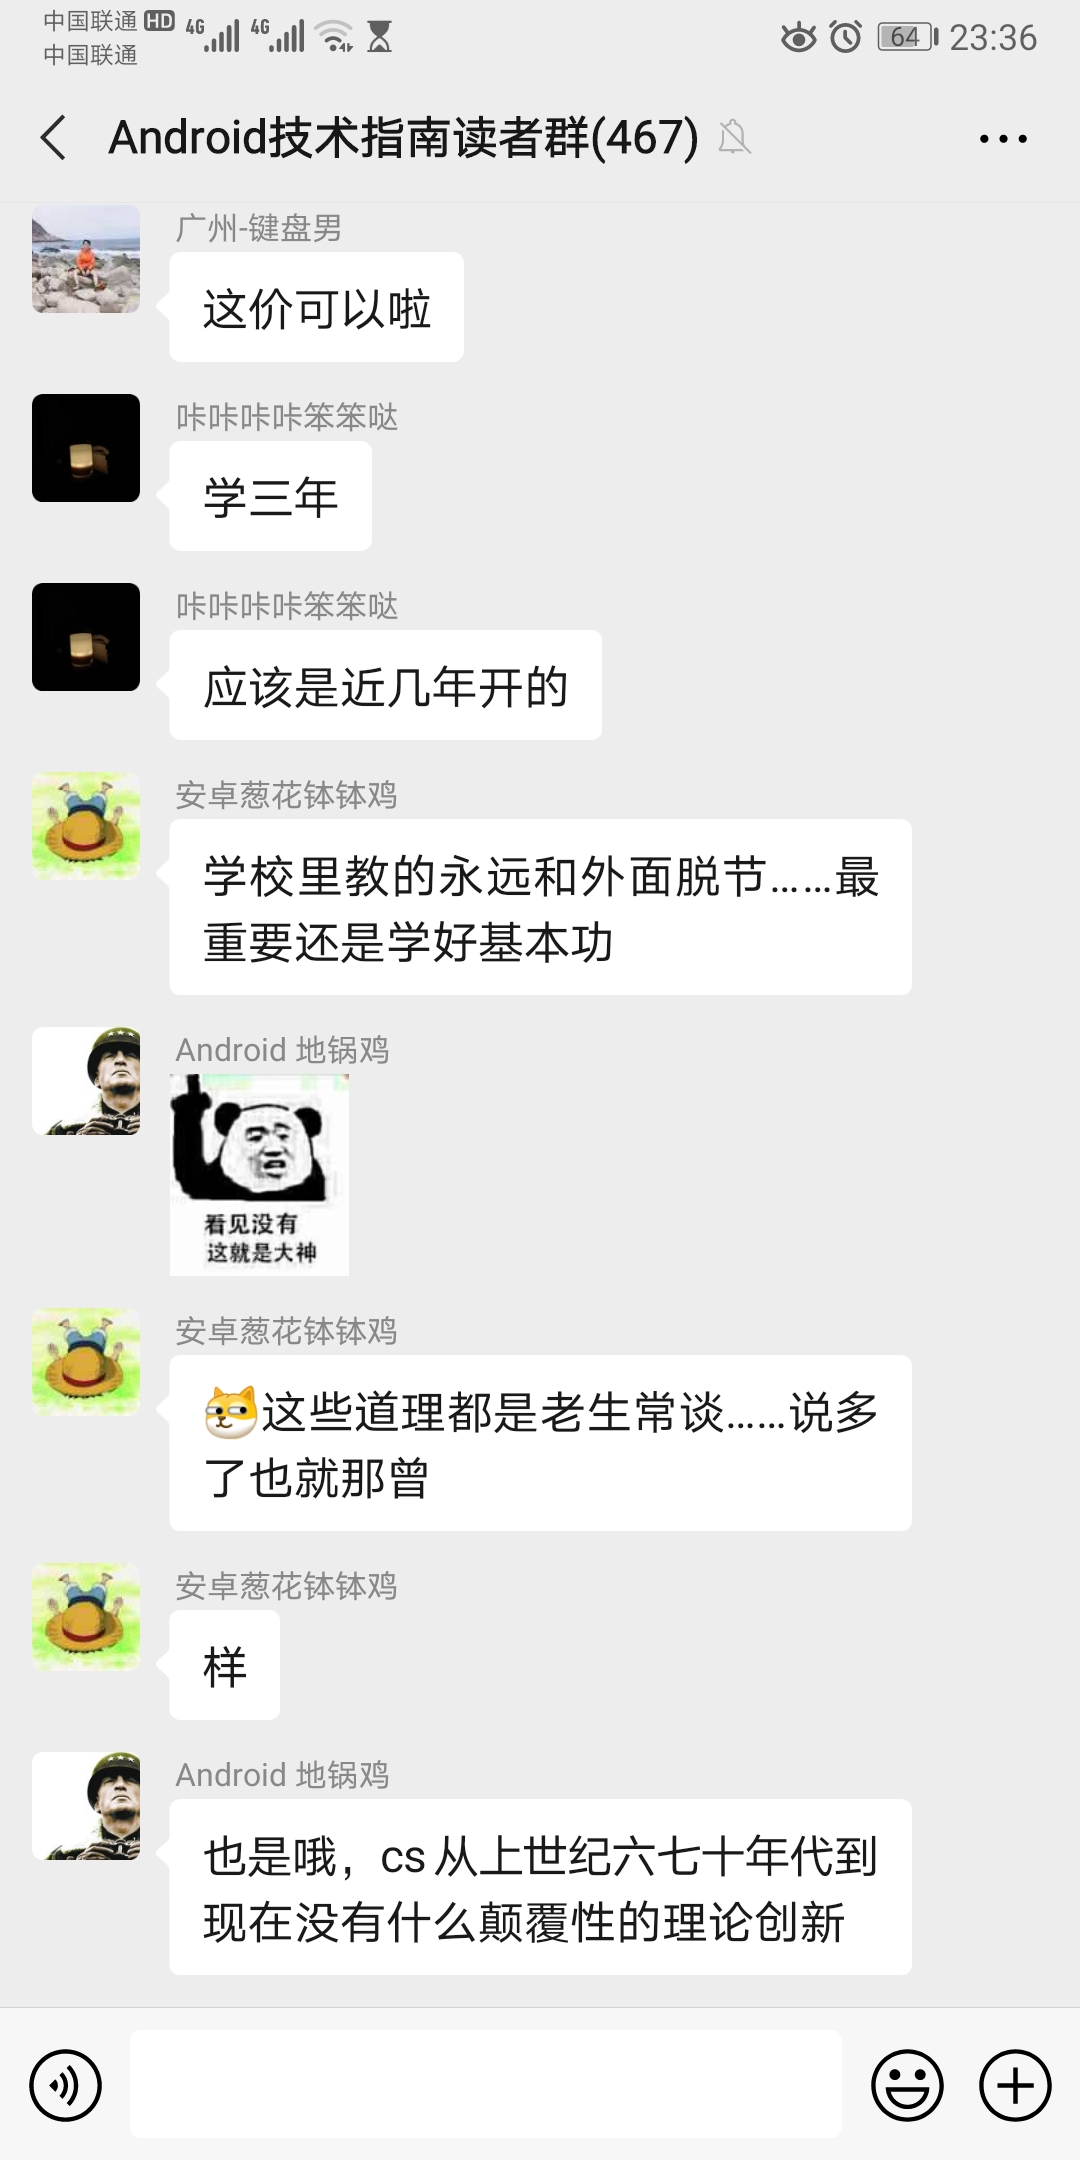 中国联通 HD 4G 4G 64 23:36
中国联通
Android技术指南读者群(467)
广州-键盘男
这价可以啦
咔咔咔咔笨笨哒
学三年
咔咔咔咔笨笨哒
应该是近几年开的
安卓葱花钵钵鸡
学校里教的永远和外面脱节……最
重要还是学好基本功
Android 地锅鸡
看见没有
这就是大神
安卓葱花钵钵鸡
这些道理都是老生常谈……说多
了也就那曾
安卓葱花钵钵鸡
样
Android 地锅鸡
也是哦，cs从上世纪六七十年代到
现在没有什么颠覆性的理论创新